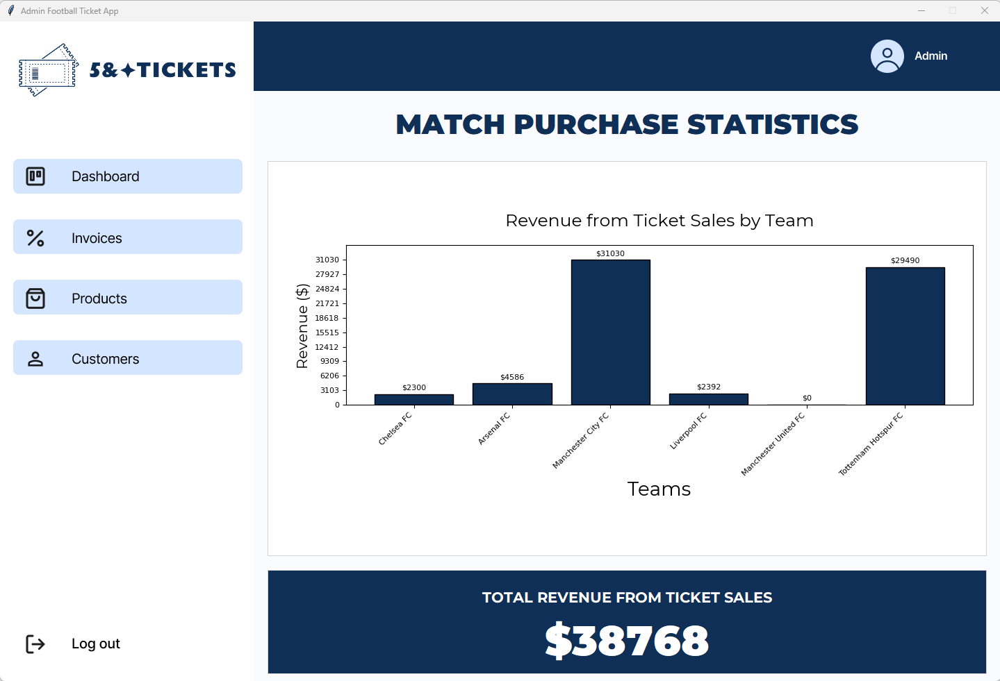 Admin Football Ticket App
5&✦TICKETS
Admin
Dashboard
Invoices
Products
Customers
Log out
MATCH PURCHASE STATISTICS
Revenue from Ticket Sales by Team
Revenue ($)
31030
27927
24824
21721
18618
15515
12412
9309
6206
3103
0
$2300
$4586
$31030
$2392
$0
$29490
Chelsea FC
Arsenal FC
Manchester City FC
Liverpool FC
Manchester United FC
Tottenham Hotspur FC
Teams
TOTAL REVENUE FROM TICKET SALES
$38768